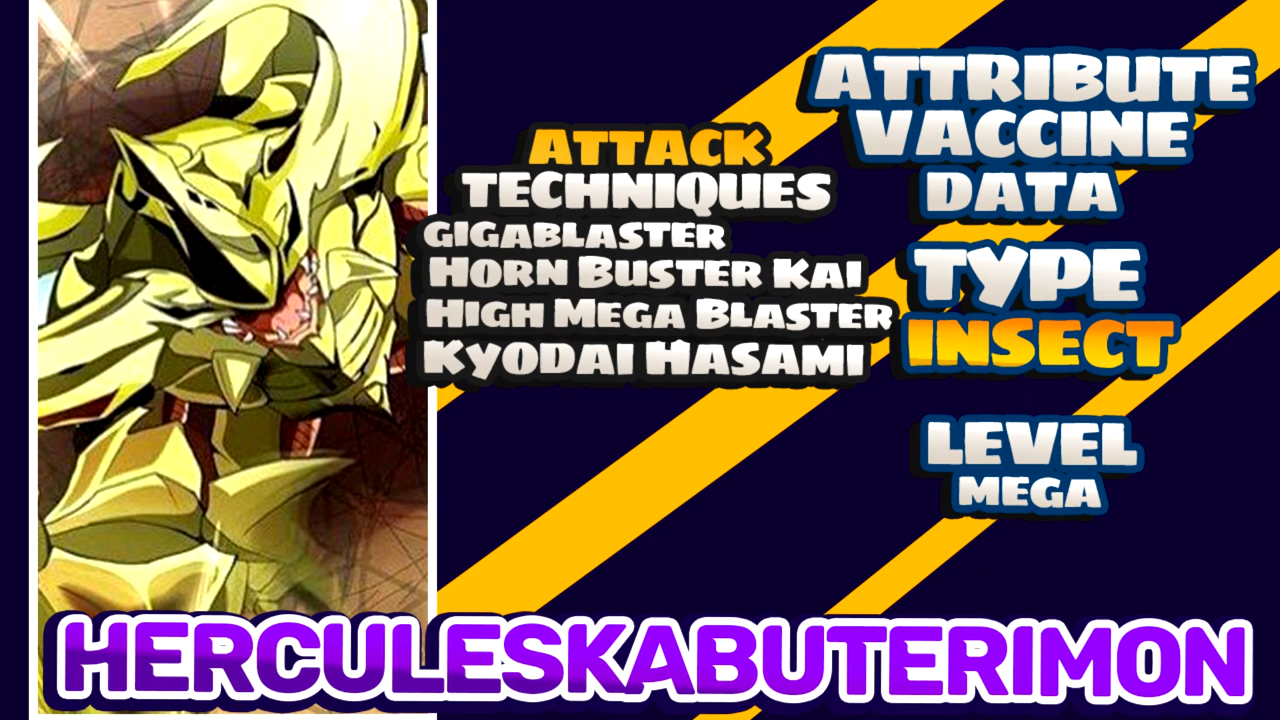 ATTACK
TECHNIQUES
GIGABLASTER
HORN BUSTER KAI
HIGH MEGA BLASTER
KYODAI HASAMI
ATTRIBUTE
VACCINE
DATA
TYPE
INSECT
LEVEL
MEGA
HERCULESKABUTERIMON